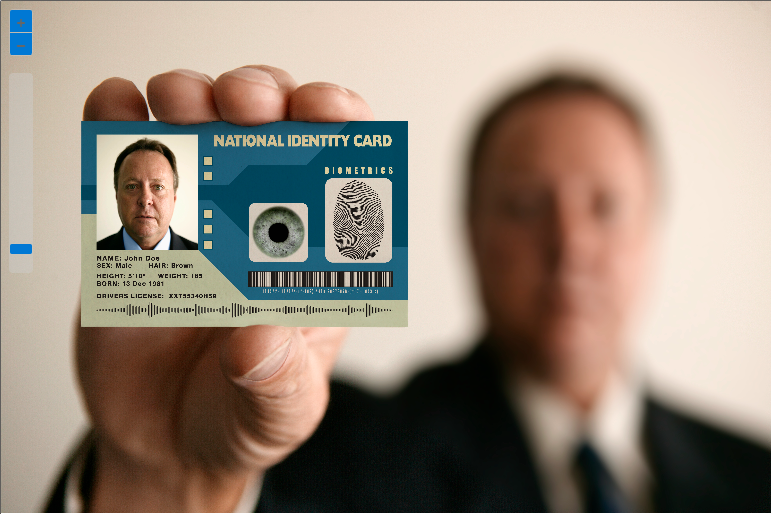 NATIONAL IDENTITY CARD
BIOMETRICS
NAME: John Doe
SEX: Male HAIR: Brown
HEIGHT: 5'10" WEIGHT: 185
BORN: 13 Dec 1981
DRIVERS LICENSE: